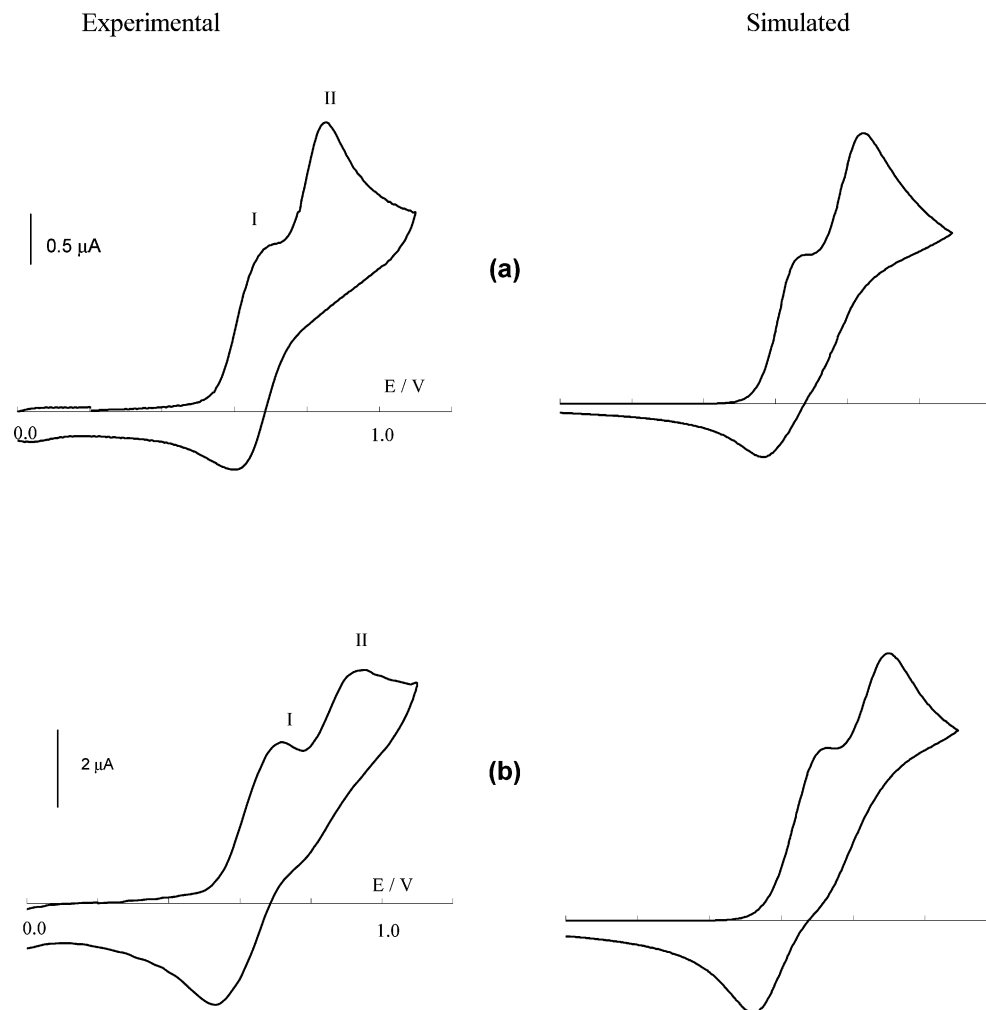 Experimental
Simulated
II
I
0.5 μA
(a)
E / V
0.0
1.0
II
I
2 μA
(b)
E / V
0.0
1.0